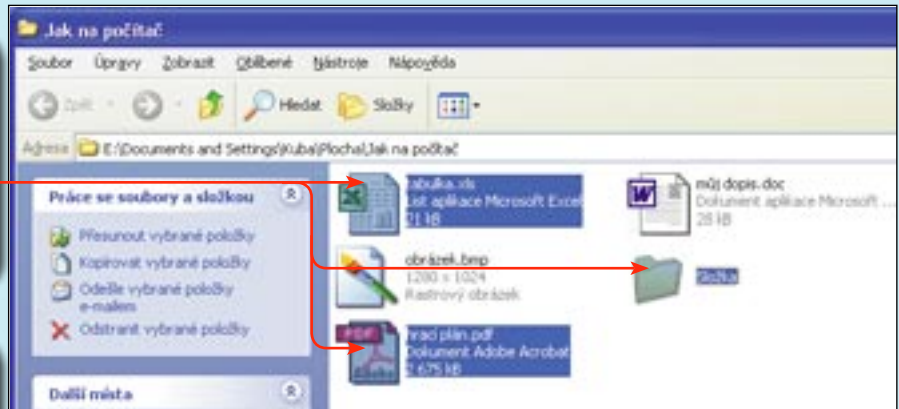 Jak na počítač
Soubor Úpravy Zobrazit Oblíbené Nástroje Nápověda
Zpět Hledat Složky
Adresa E:\Documents and Settings\Kuba\Plocha\Jak na počítač
Práce se soubory a složkou
Přesunout vybrané položky
Kopírovat vybrané položky
Odešle vybrané položky
e-mailem
Odstranit vybrané položky
Další místa
tabulka.xls
List aplikace Microsoft Excel
21 kB
můj dopis.doc
Dokument aplikace Microsoft ...
28 kB
obrázek.bmp
1280 x 1024
Rastrový obrázek
složka
PDF
hrací plán.pdf
Dokument Adobe Acrobat
2 675 kB